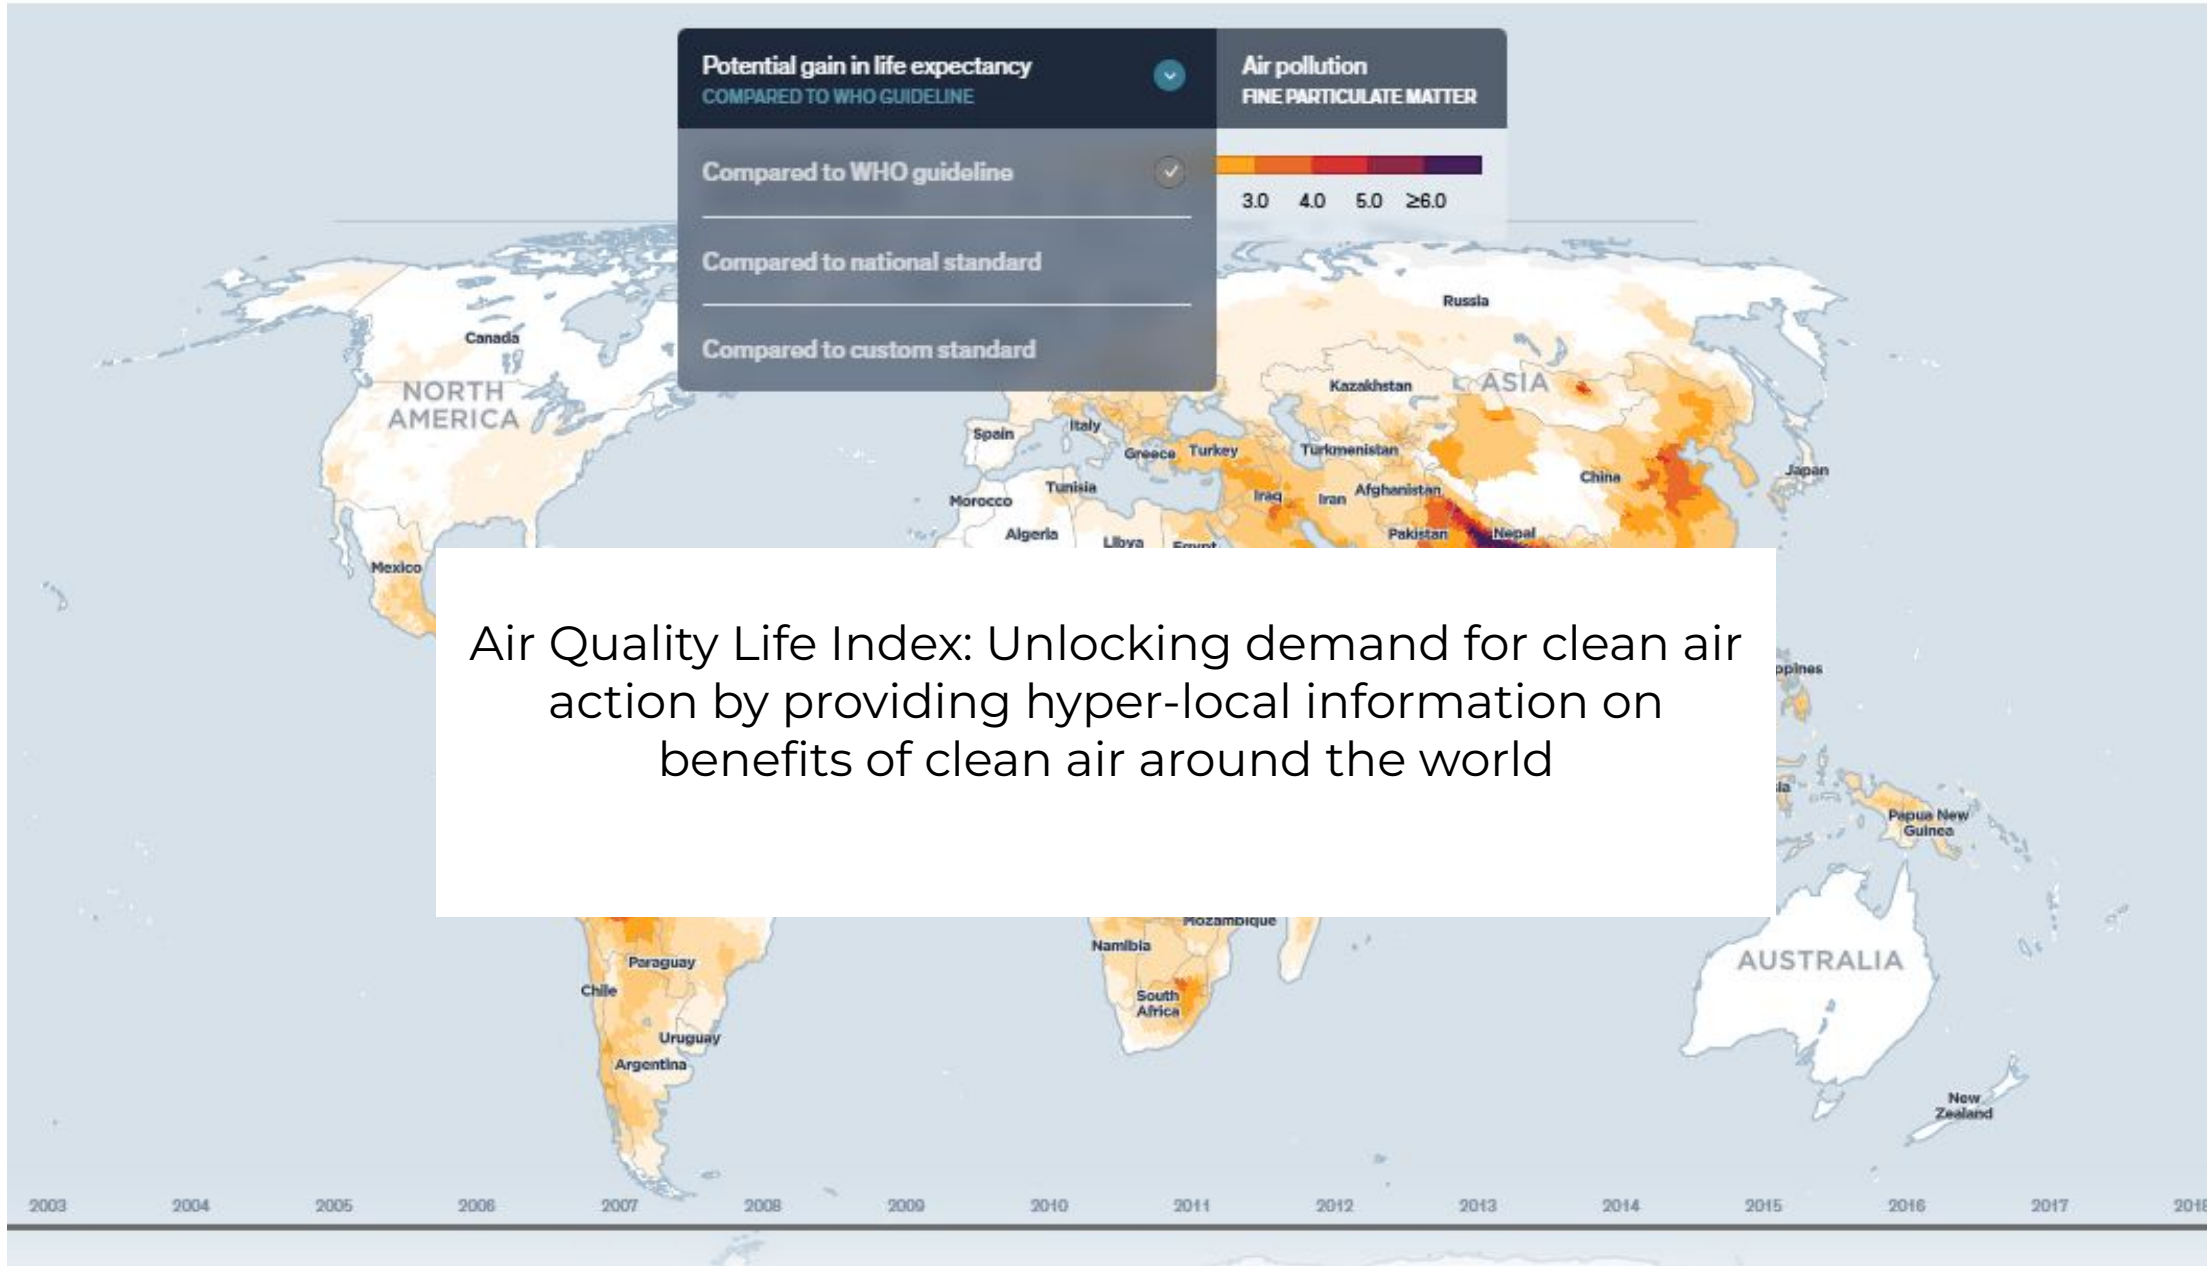 Potential gain in life expectancy
COMPARED TO WHO GUIDELINE
Air pollution
FINE PARTICULATE MATTER
Compared to WHO guideline
Compared to national standard
Compared to custom standard
3.0 4.0 5.0 ≥6.0
Russia
Canada
NORTH
AMERICA
Kazakhstan
ASIA
Spain
Italy
Greece
Turkey
Turkmenistan
China
Japan
Morocco
Tunisia
Iraq
Iran
Afghanistan
Algeria
Libya
Egypt
Pakistan
Nepal
Mexico
Air Quality Life Index: Unlocking demand for clean air
action by providing hyper-local information on
benefits of clean air around the world
Papua New
Guinea
Mozambique
Namibia
Paraguay
AUSTRALIA
Chile
South
Africa
Uruguay
Argentina
New
Zealand
2003 2004 2005 2006 2007 2008 2009 2010 2011 2012 2013 2014 2015 2016 2017 2018